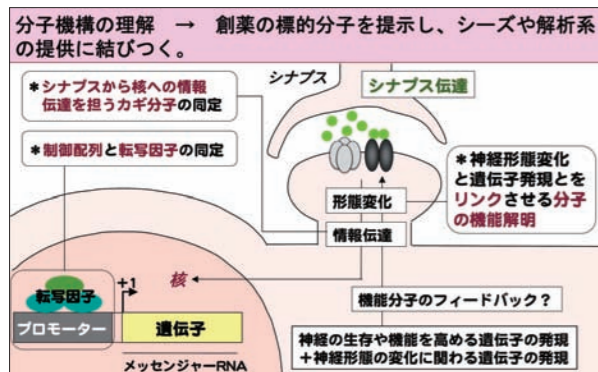 分子機構の理解 → 創薬の標的分子を提示し、シーズや解析系
の提供に結びつく。
シナプス
シナプス伝達
＊シナプスから核への情報
伝達を担うカギ分子の同定
＊制御配列と転写因子の同定
＊神経形態変化
と遺伝子発現とを
リンクさせる分子
の機能解明
形態変化
情報伝達
核
+1
転写因子
プロモーター
遺伝子
メッセンジャーRNA
機能分子のフィードバック？
神経の生存や機能を高める遺伝子の発現
＋神経形態の変化に関わる遺伝子の発現